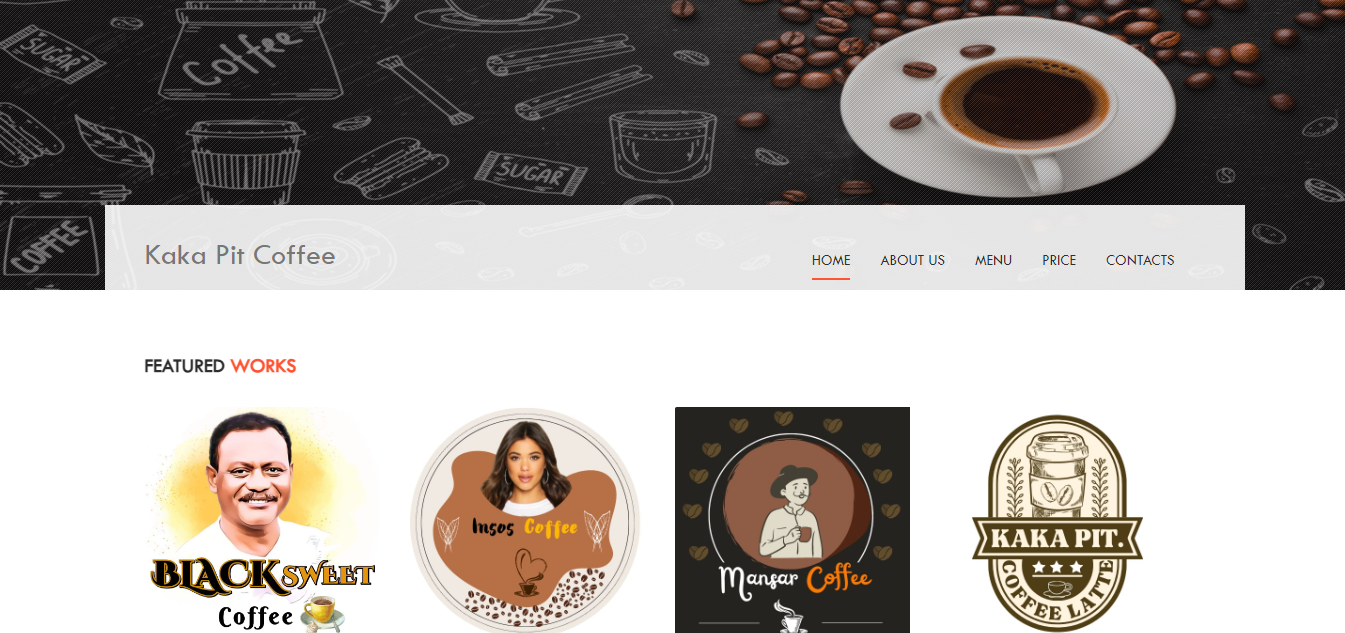 SUGAR
Coffee
SUGAR
COFFEE
Kaka Pit Coffee
HOME ABOUT US MENU PRICE CONTACTS
FEATURED WORKS
BLACK SWEET
Coffee
Insos Coffee
Mansar Coffee
KAKA PIT.
COFFEE LATTE